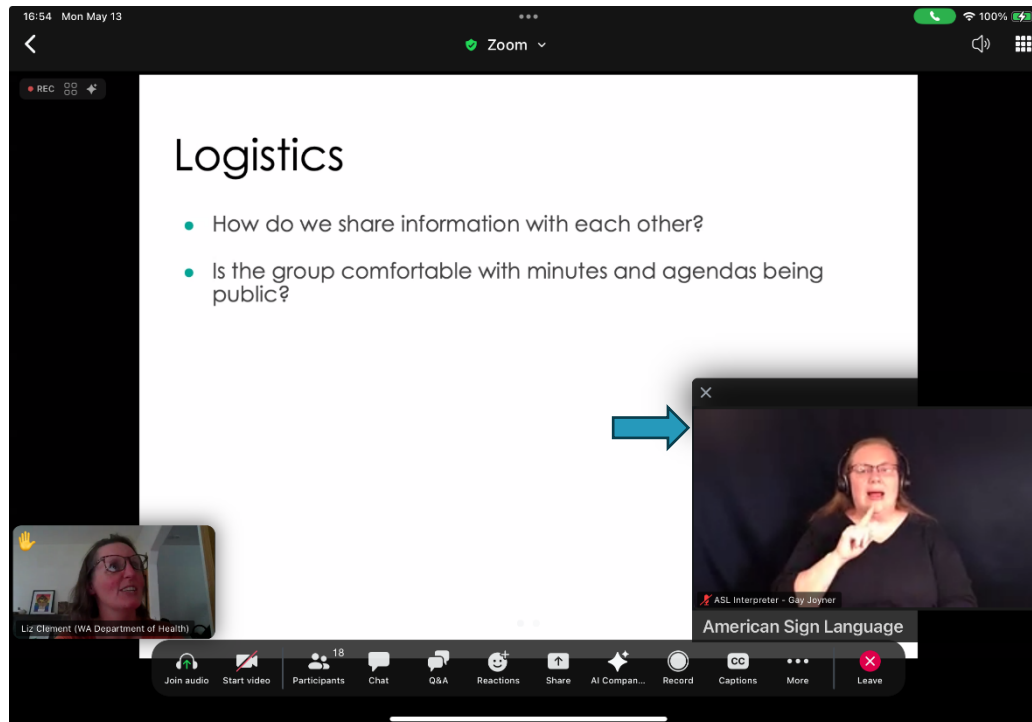 16:54 Mon May 13
100%
Zoom
REC
Logistics
How do we share information with each other?
Is the group comfortable with minutes and agendas being
public?
ASL Interpreter - Gay Joyner
American Sign Language
Liz Clement (WA Department of Health)
18
Join audio Start video Participants Chat Q&A Reactions Share AI Compan... Record CC Captions More Leave